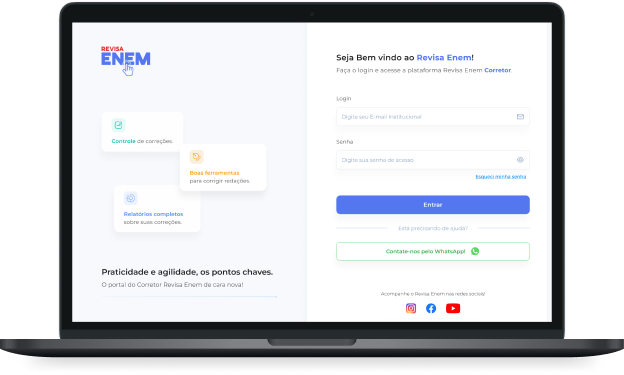 REVISA
ENEM
Controle de correções.
Boas ferramentas
para corrigir redações.
Relatórios completos
sobre suas correções.
Praticidade e agilidade, os pontos chaves.
O portal do Corretor Revisa Enem de cara nova!
Seja Bem vindo ao Revisa Enem!
Faça o login e acesse a plataforma Revisa Enem Corretor.
Login
Digite seu E-mail Institucional
Senha
Digite sua senha de acesso
Esqueci minha senha
Entrar
Está precisando de ajuda?
Contate-nos pelo WhatsApp!
Acompanhe o Revisa Enem nas redes sociais!